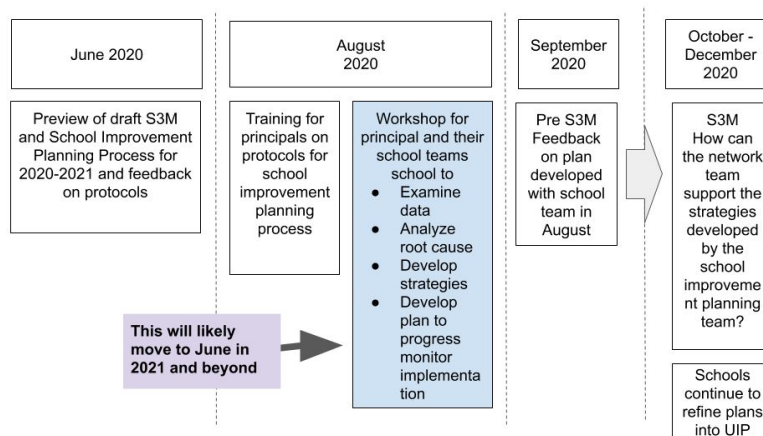 June 2020
August
2020
September
2020
October -
December
2020
Preview of draft S3M
and School Improvement
Planning Process for
2020-2021 and feedback
on protocols
Training for
principals on
protocols for
school
improvement
planning
process
Workshop for
principal and their
school teams
school to
● Examine
data
● Analyze
root cause
● Develop
strategies
● Develop
plan to
progress
monitor
implementa
tion
Pre S3M
Feedback
on plan
developed
with school
team in
August
S3M
How can
the network
team
support the
strategies
developed
by the
school
improveme
nt planning
team?
This will likely
move to June in
2021 and beyond
Schools
continue to
refine plans
into UIP